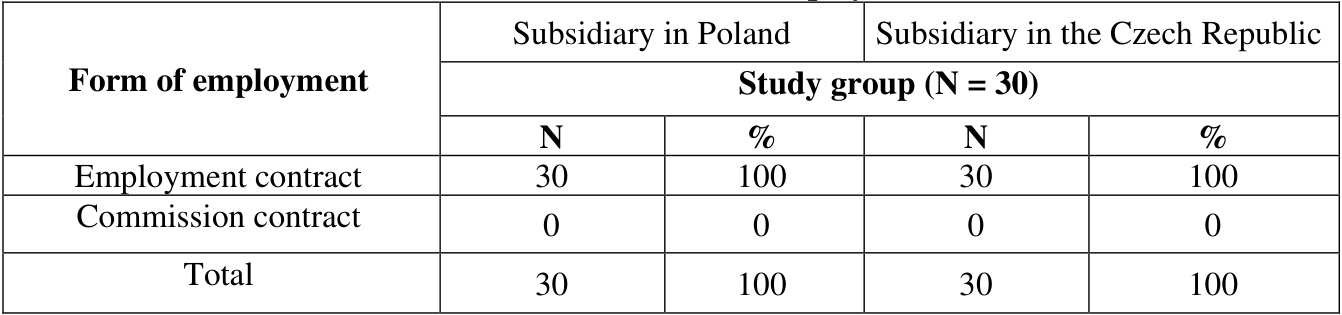 Subsidiary in Poland Subsidiary in the Czech Republic
Form of employment
Study group (N = 30)
N % N %
Employment contract 30 100 30 100
Commission contract 0 0 0 0
Total 30 100 30 100